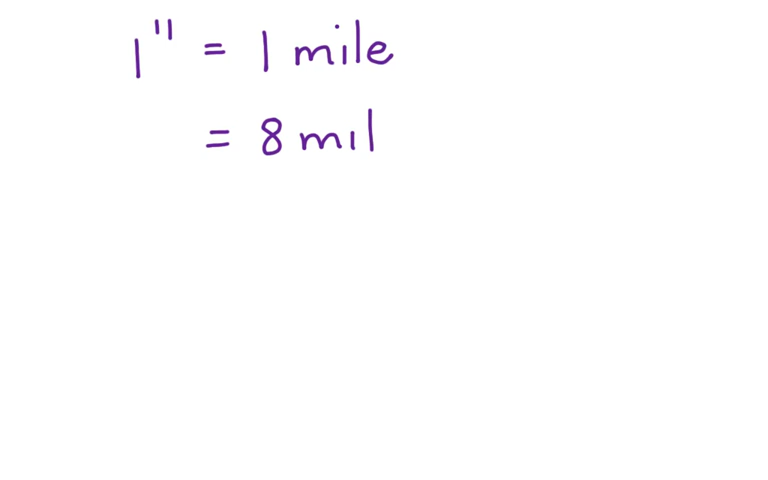 1" = 1 mile
= 8 mil